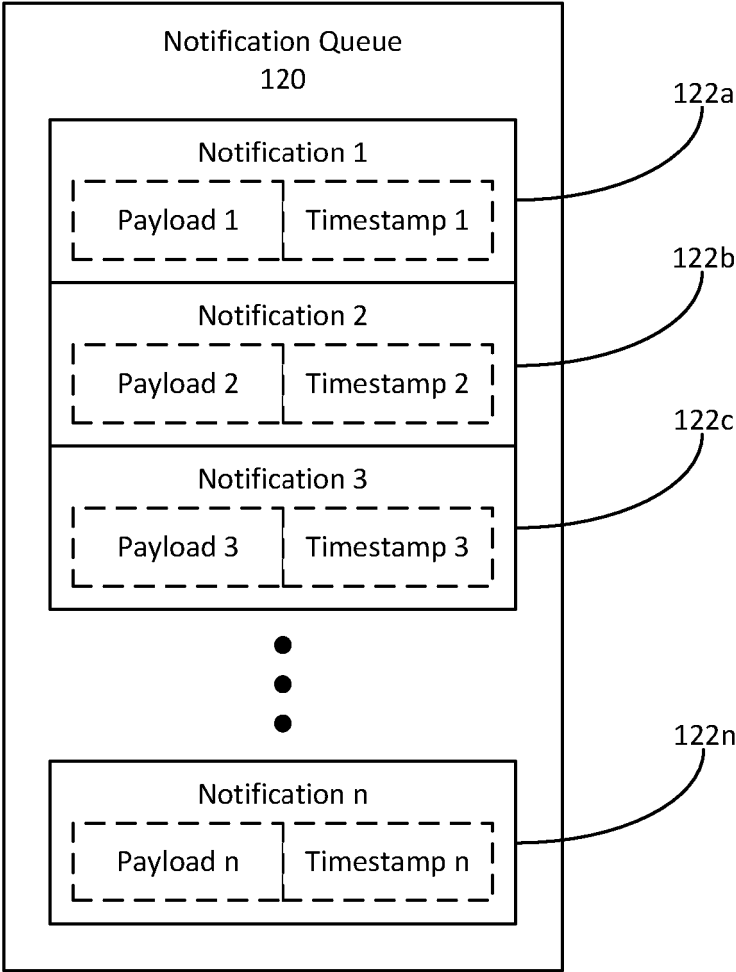 Notification Queue
120
122a
Notification 1
Payload 1 Timestamp 1
122b
Notification 2
Payload 2 Timestamp 2
122c
Notification 3
Payload 3 Timestamp 3
122n
Notification n
Payload n Timestamp n